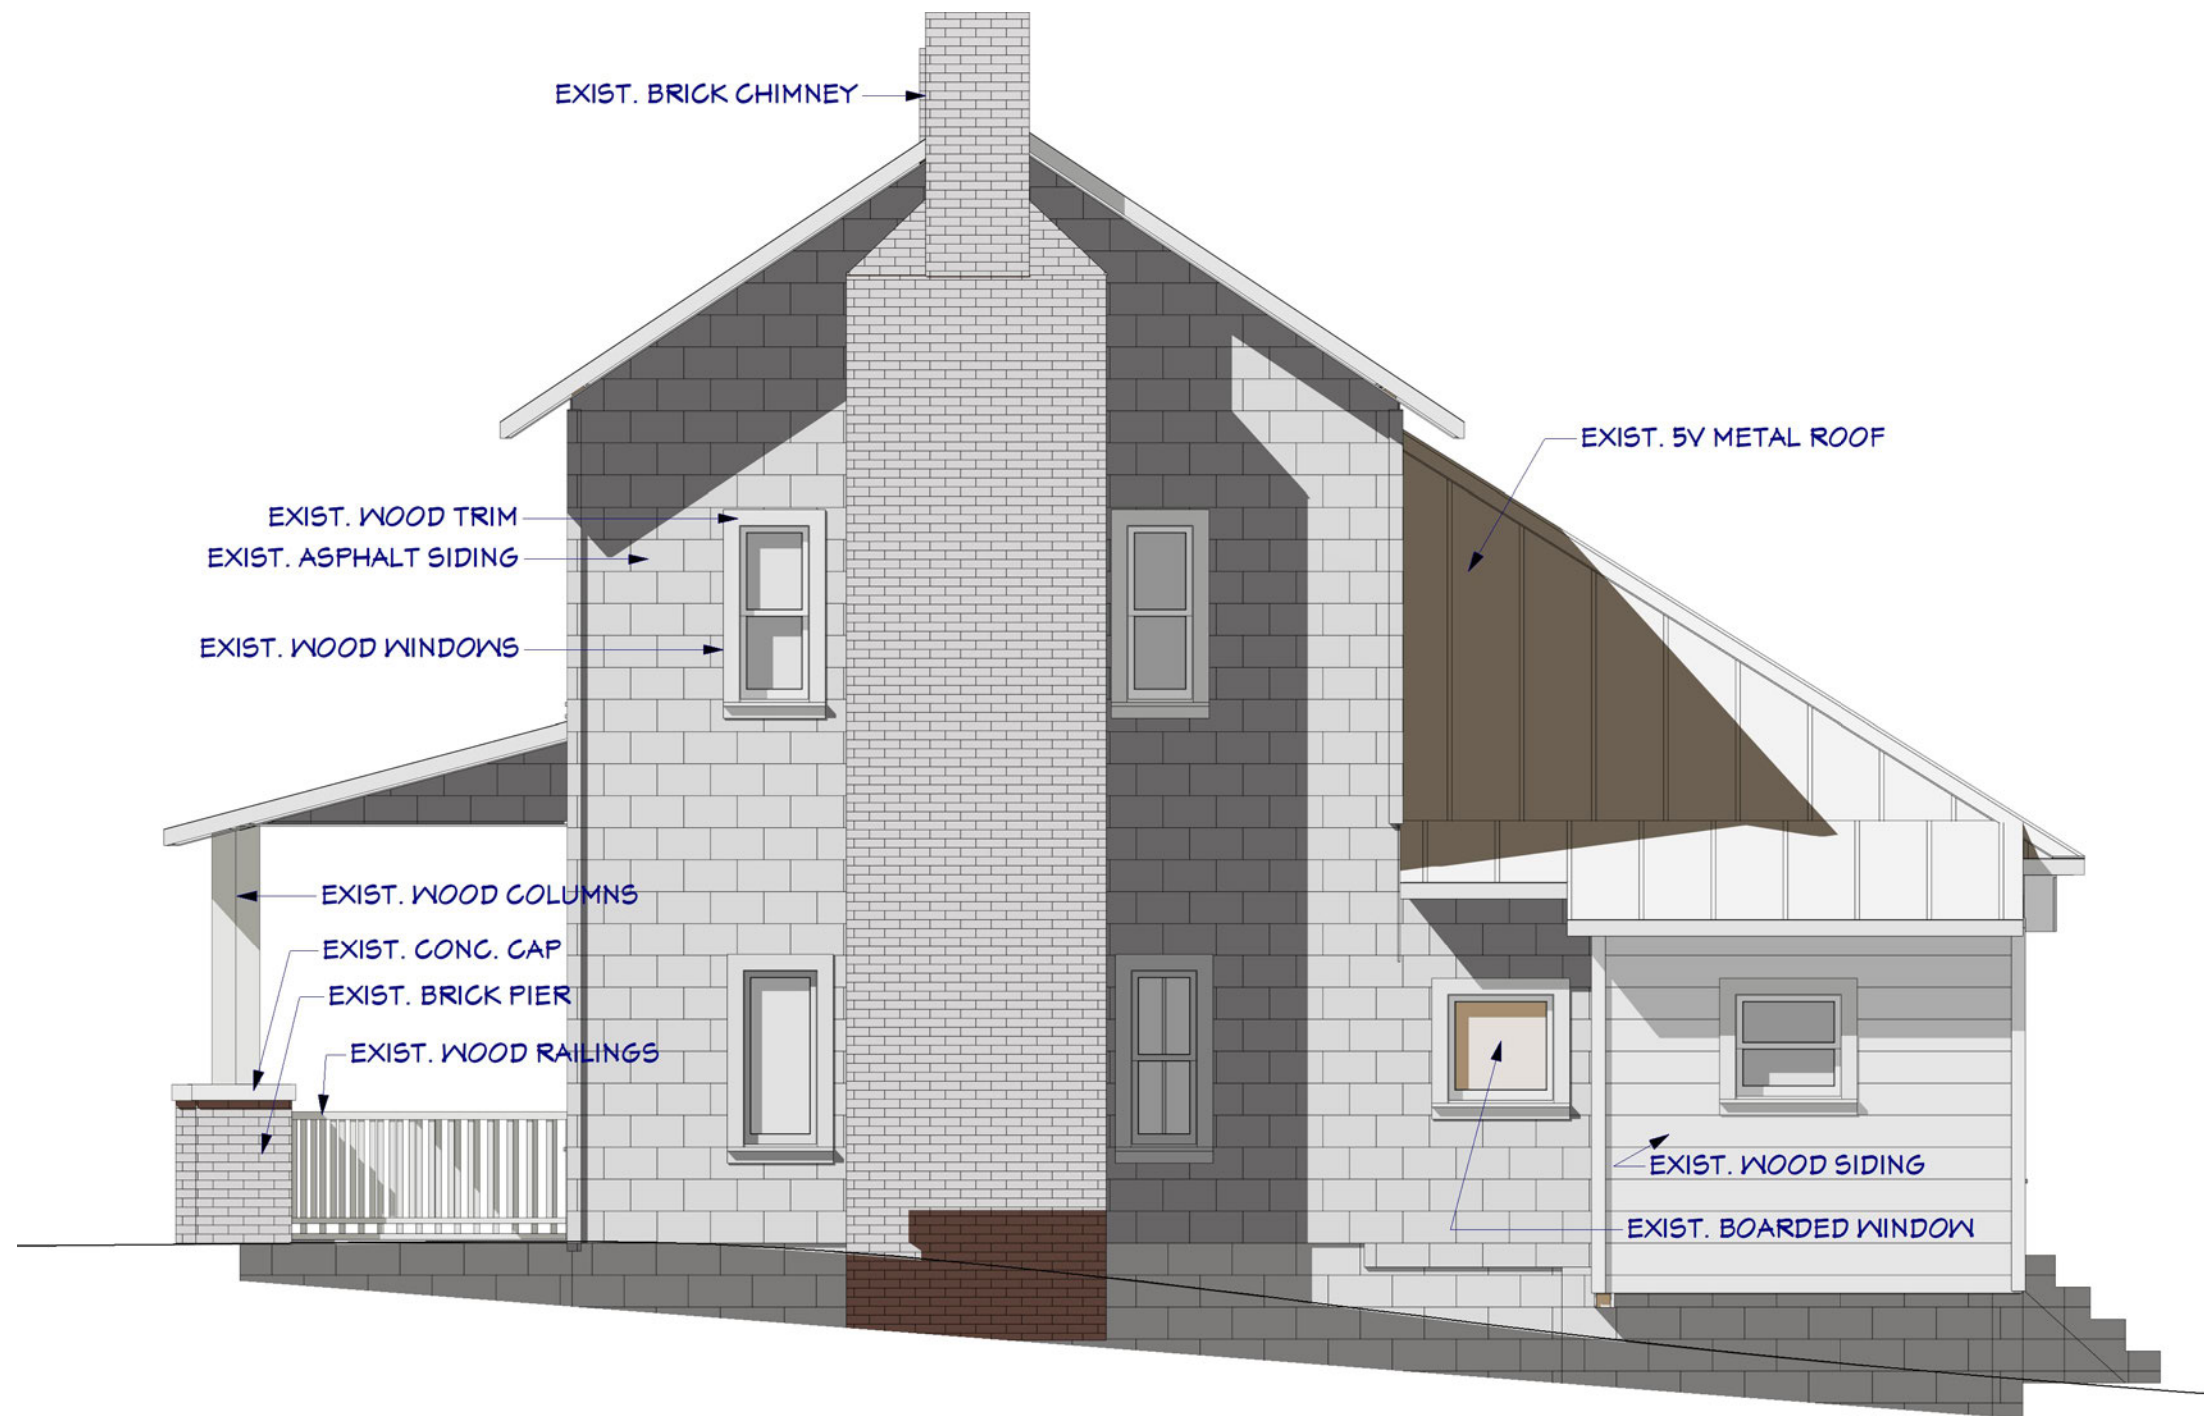 EXIST. BRICK CHIMNEY
EXIST. 5V METAL ROOF
EXIST. WOOD TRIM
EXIST. ASPHALT SIDING
EXIST. WOOD WINDOWS
EXIST. WOOD COLUMNS
EXIST. CONC. CAP
EXIST. BRICK PIER
EXIST. WOOD RAILINGS
EXIST. WOOD SIDING
EXIST. BOARDED WINDOW